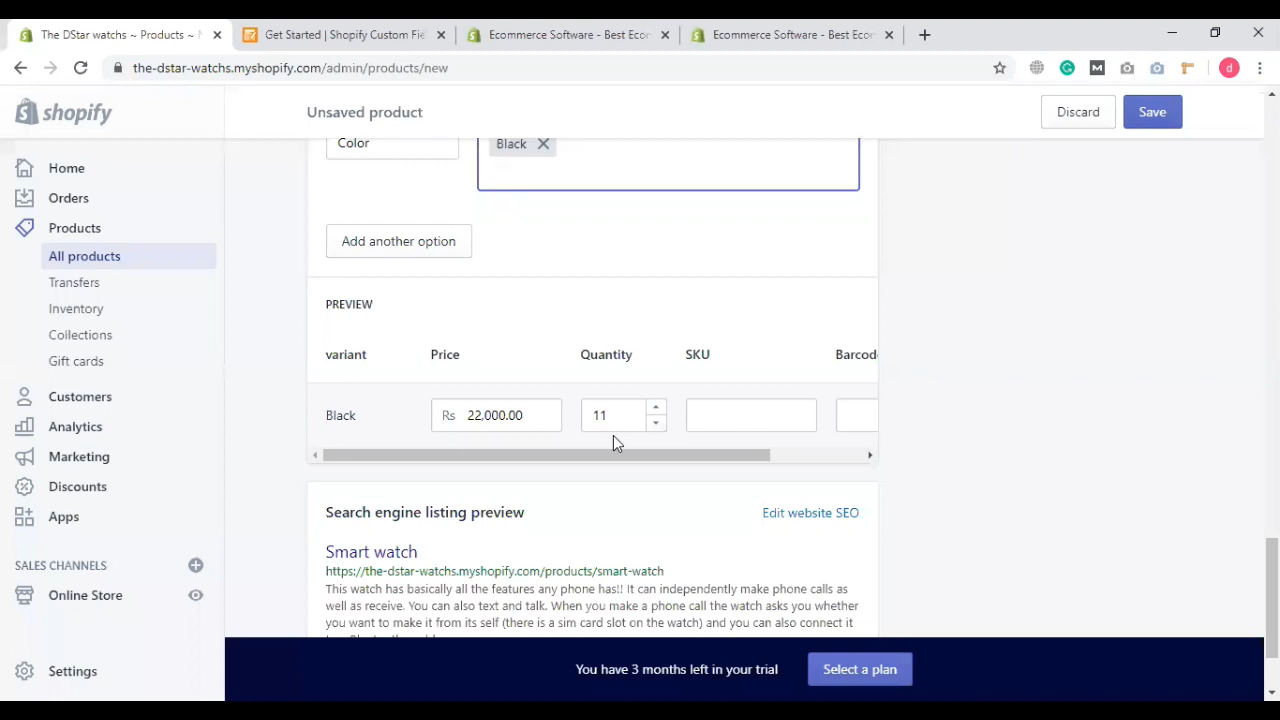 The DStar watchs ~ Products ~ N
Get Started | Shopify Custom Fie
Ecommerce Software - Best Ecor
Ecommerce Software - Best Ecor
the-dstar-watchs.myshopify.com/admin/products/new
d
shopify
Unsaved product
Discard
Save
Home
Orders
Products
All products
Transfers
Inventory
Collections
Gift cards
Customers
Analytics
Marketing
Discounts
Apps
SALES CHANNELS
Online Store
Settings
Color
Black
Add another option
PREVIEW
variant Price Quantity SKU Barcod
Black Rs 22,000.00 11
Search engine listing preview
Edit website SEO
Smart watch
https://the-dstar-watchs.myshopify.com/products/smart-watch
This watch has basically all the features any phone has!! It can independently make phone calls as
well as receive. You can also text and talk. When you make a phone call the watch asks you whether
you want to make it from its self (there is a sim card slot on the watch) and you can also connect it
You have 3 months left in your trial
Select a plan